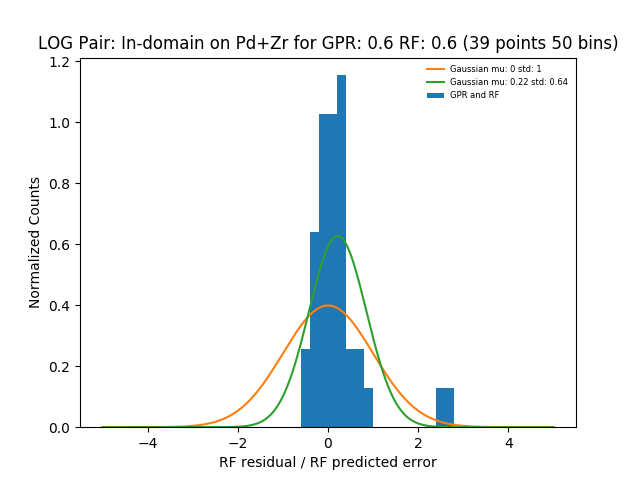 LOG Pair: In-domain on Pd+Zr for GPR: 0.6 RF: 0.6 (39 points 50 bins)
Gaussian mu: 0 std: 1
Gaussian mu: 0.22 std: 0.64
GPR and RF
Normalized Counts
1.2
1.0
0.8
0.6
0.4
0.2
0.0
−4 −2 0 2 4
RF residual / RF predicted error